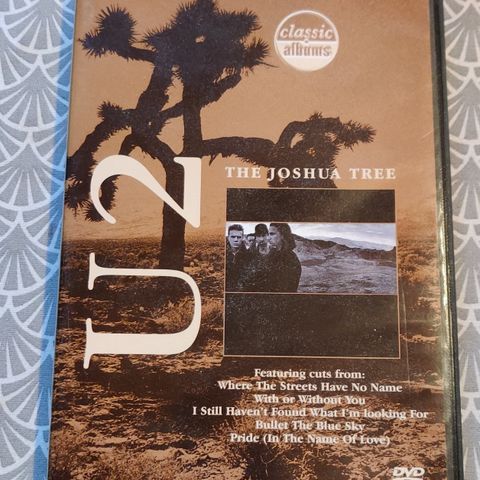 classic
albums
U2
THE JOSHUA TREE
Featuring cuts from:
Where The Streets Have No Name
With or Without You
I Still Haven't Found What I'm looking For
Bullet The Blue Sky
Pride (In The Name Of Love)
DVD